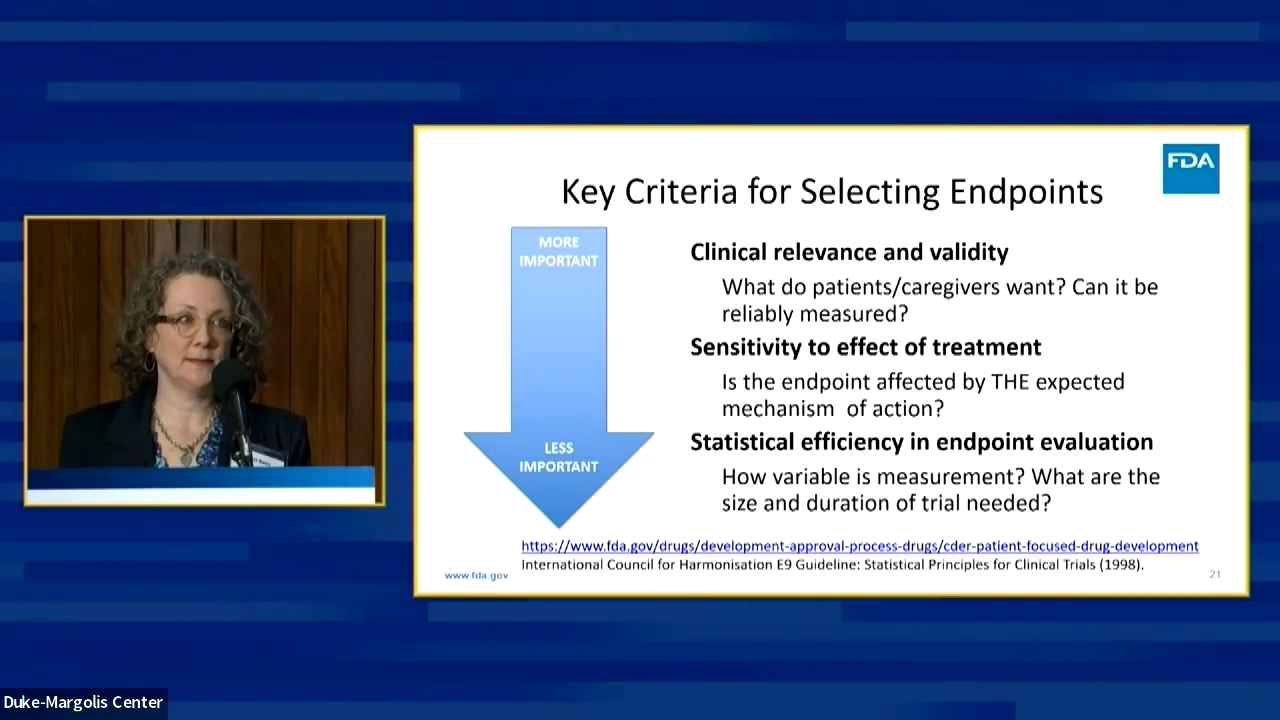 FDA
Key Criteria for Selecting Endpoints
MORE
IMPORTANT
Clinical relevance and validity
What do patients/caregivers want? Can it be
reliably measured?
Sensitivity to effect of treatment
Is the endpoint affected by THE expected
mechanism of action?
LESS
IMPORTANT
Statistical efficiency in endpoint evaluation
How variable is measurement? What are the
size and duration of trial needed?
https://www.fda.gov/drugs/development-approval-process-drugs/cder-patient-focused-drug-development
International Council for Harmonisation E9 Guideline: Statistical Principles for Clinical Trials (1998).
www.fda.gov
21
Duke-Margolis Center